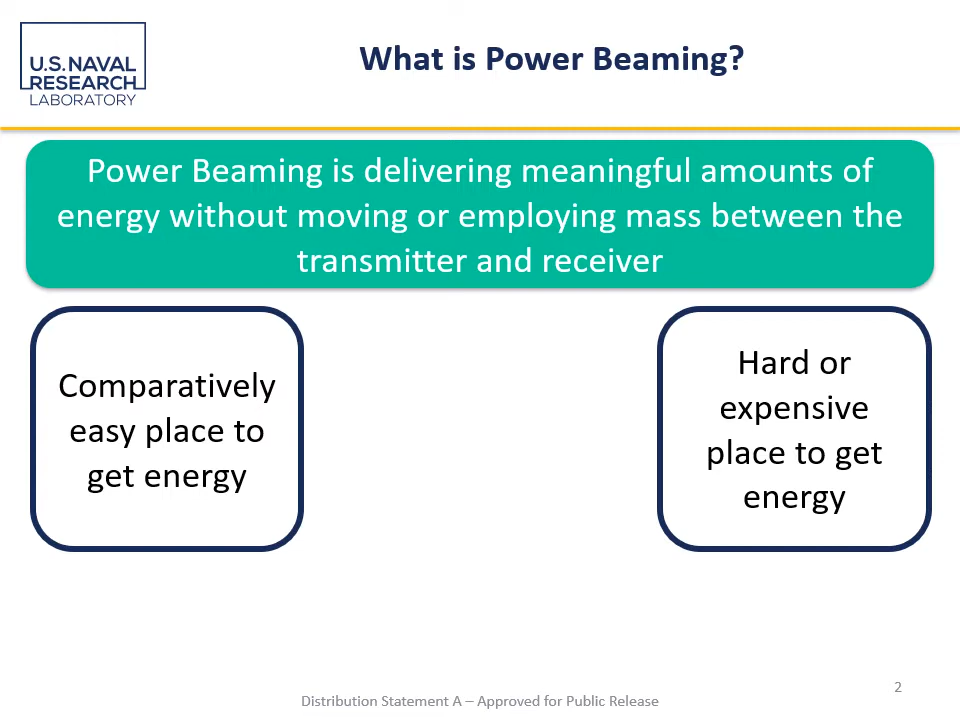 U.S. NAVAL
RESEARCH
LABORATORY
What is Power Beaming?
Power Beaming is delivering meaningful amounts of
energy without moving or employing mass between the
transmitter and receiver
Comparatively
easy place to
get energy
Hard or
expensive
place to get
energy
2
Distribution Statement A – Approved for Public Release